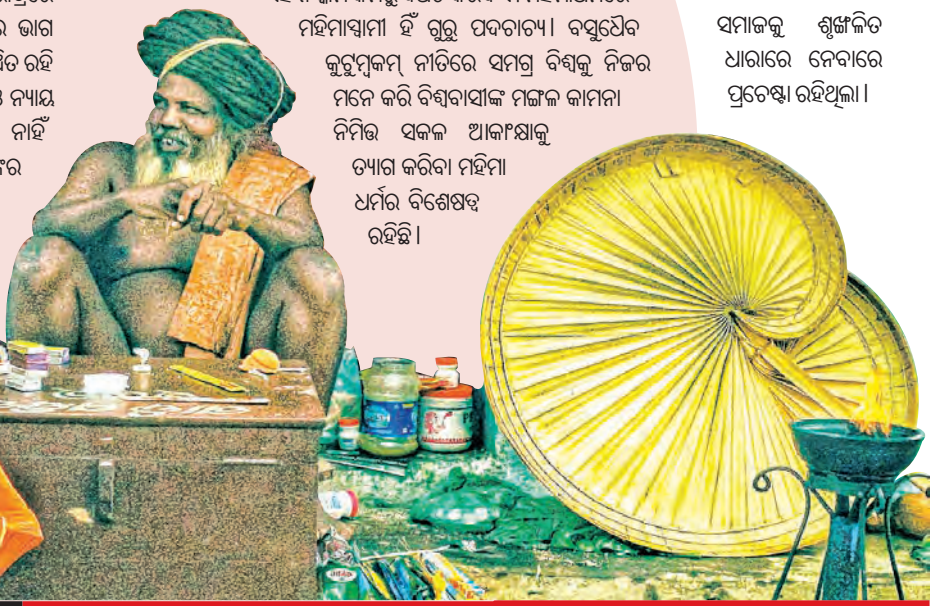 ଭାଗ
ରହି
ନ୍ୟାୟ
ନାହିଁ
ମହିମାସ୍ୱାମୀ ହିଁ ଗୁରୁ ପଦବାଚ୍ୟ। ବସୁଧୈବ
କୁଟୁମ୍ବକମ୍ ନୀତିରେ ସମଗ୍ର ବିଶ୍ୱକୁ ନିଜର
ମନେ କରି ବିଶ୍ୱବାସୀଙ୍କ ମଙ୍ଗଳ କାମନା
ନିମିତ୍ତ ସକଳ ଆକାଂକ୍ଷାକୁ
ତ୍ୟାଗ କରିବା ମହିମା
ଧର୍ମର ବିଶେଷତ୍ୱ
ରହିଛି।
ସମାଜକୁ ଶୃଙ୍ଖଳିତ
ଧାରାରେ ନେବାରେ
ପ୍ରଚେଷ୍ଟା ରହିଥିଲା।